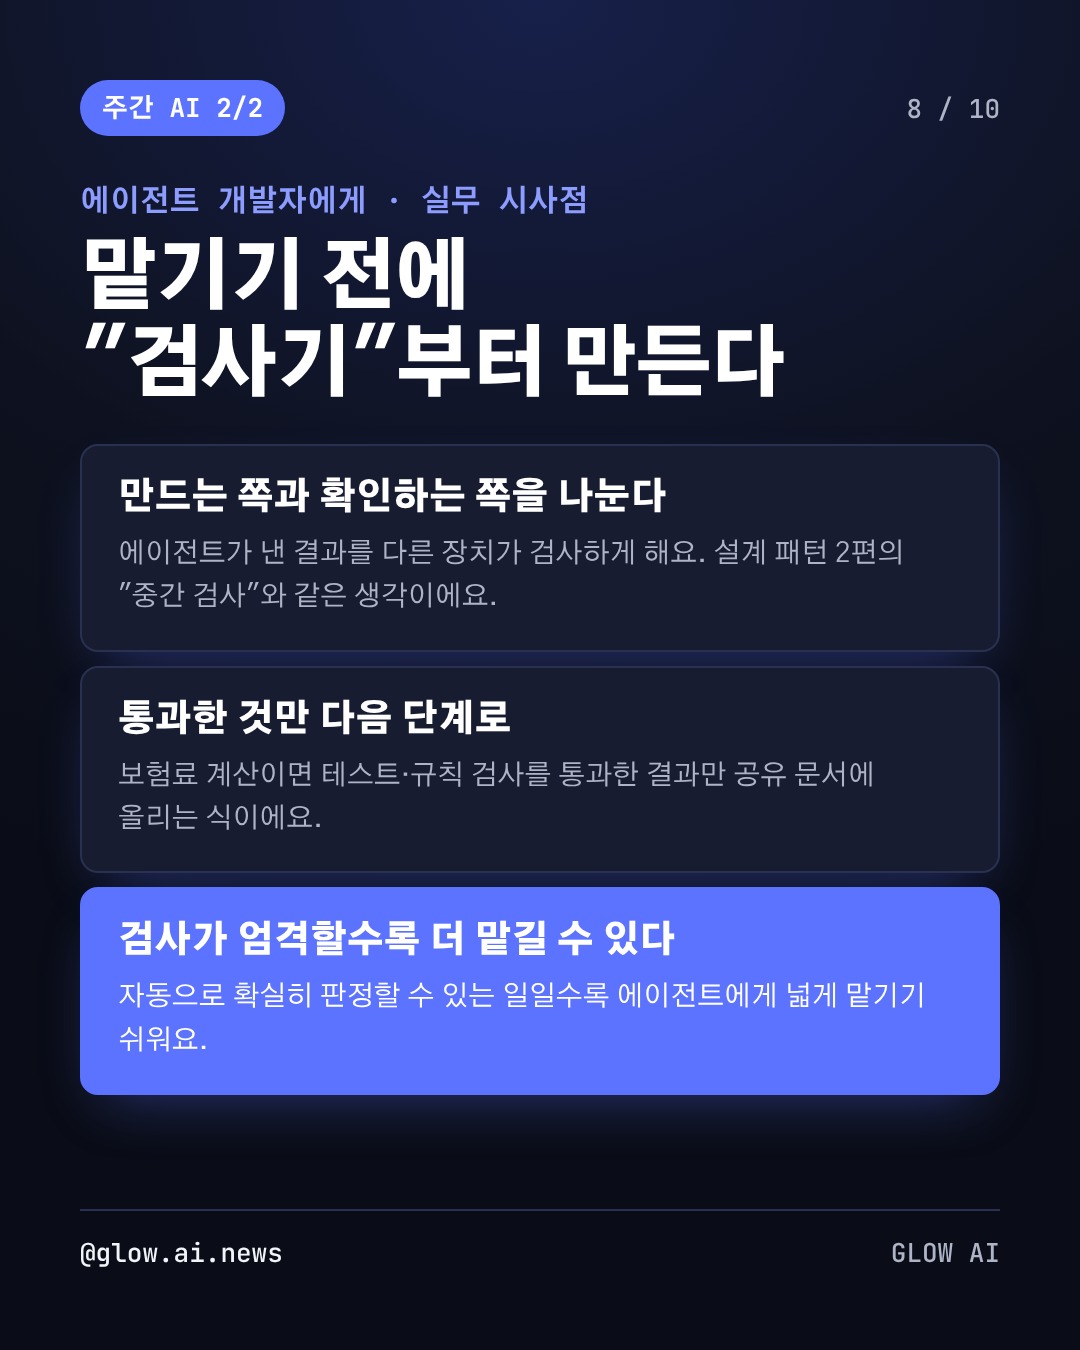 주간 AI 2/2
8 / 10
에이전트 개발자에게 · 실무 시사점
맡기기 전에
"검사기"부터 만든다
만드는 쪽과 확인하는 쪽을 나눈다
에이전트가 낸 결과를 다른 장치가 검사하게 해요. 설계 패턴 2편의
"중간 검사"와 같은 생각이에요.
통과한 것만 다음 단계로
보험료 계산이면 테스트·규칙 검사를 통과한 결과만 공유 문서에
올리는 식이에요.
검사가 엄격할수록 더 맡길 수 있다
자동으로 확실히 판정할 수 있는 일일수록 에이전트에게 넓게 맡기기
쉬워요.
@glow.ai.news
GLOW AI